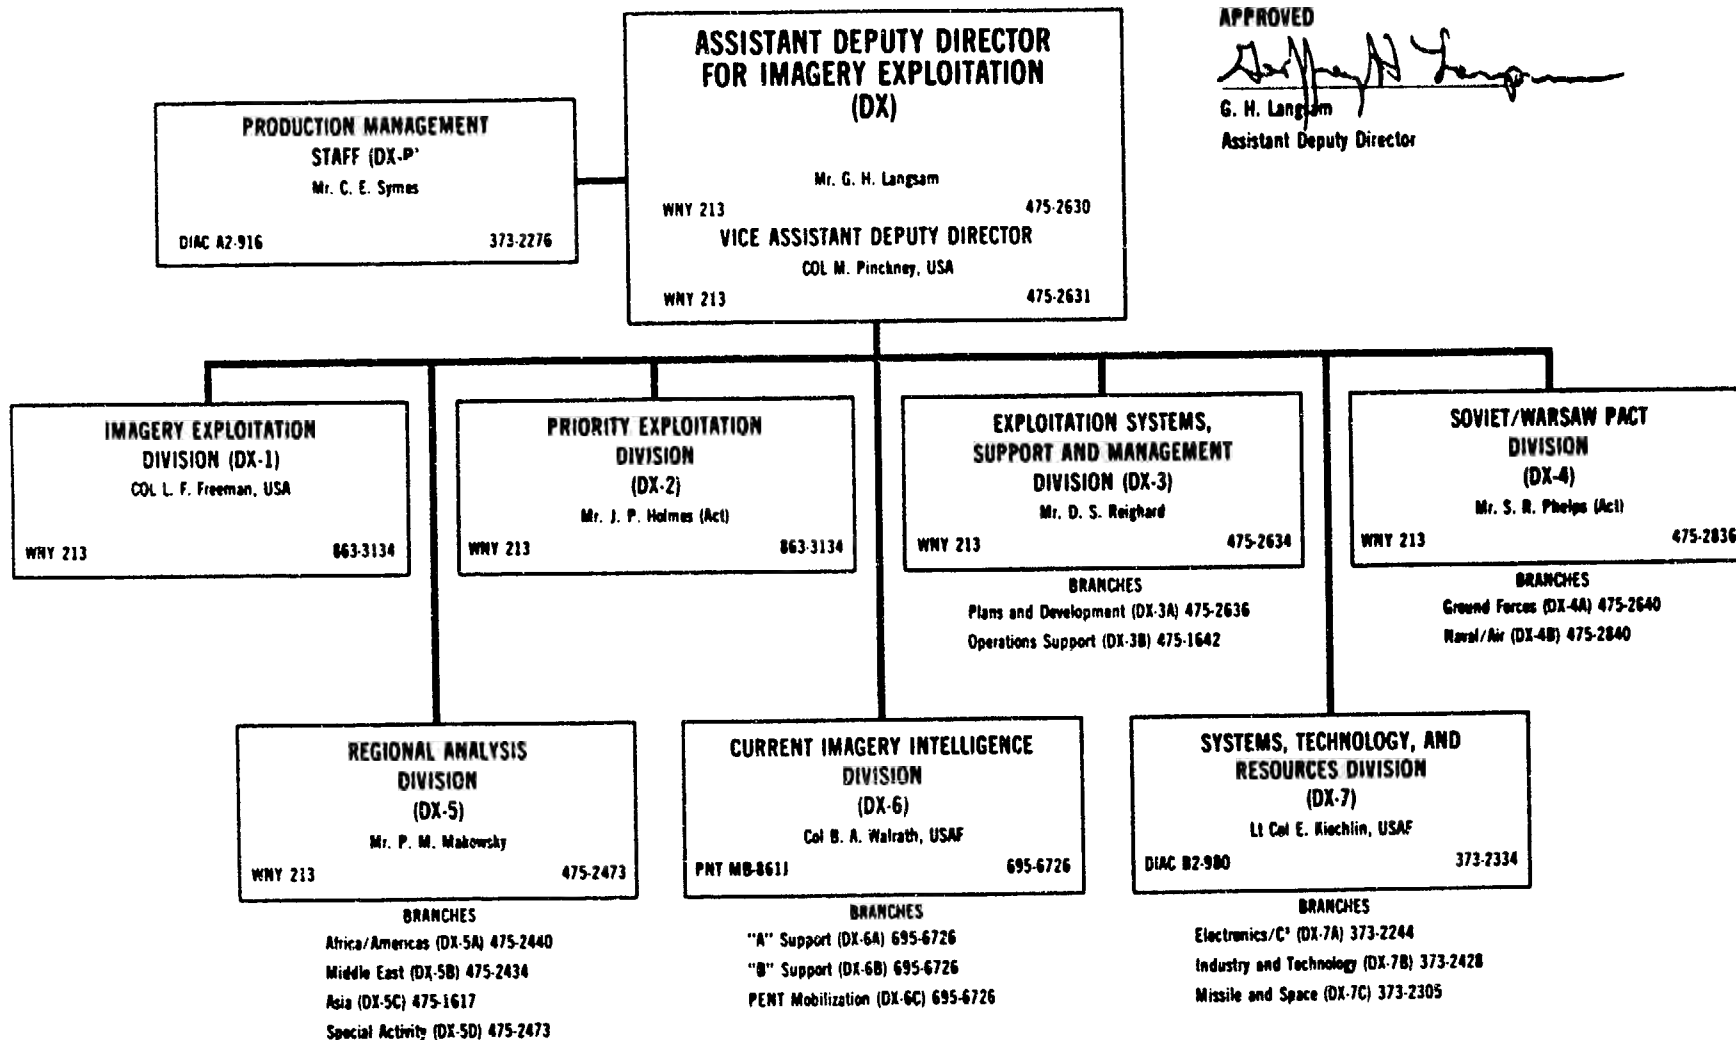 APPROVED
G. H. Langsam
Assistant Deputy Director
ASSISTANT DEPUTY DIRECTOR
FOR IMAGERY EXPLOITATION
(DX)
Mr. G. H. Langsam
WNY 213 475-2630
VICE ASSISTANT DEPUTY DIRECTOR
COL M. Pinckney, USA
WNY 213 475-2631
PRODUCTION MANAGEMENT
STAFF (DX-P'
Mr. C. E. Symes
DIAC A2-916 373-2276
IMAGERY EXPLOITATION
DIVISION (DX-1)
COL L. F. Freeman, USA
WNY 213 863-3134
PRIORITY EXPLOITATION
DIVISION
(DX-2)
Mr. J. P. Holmes (Act)
WNY 213 863-3134
EXPLOITATION SYSTEMS,
SUPPORT AND MANAGEMENT
DIVISION (DX-3)
Mr. D. S. Reighard
WNY 213 475-2634
BRANCHES
Plans and Development (DX-3A) 475-2636
Operations Support (DX-3B) 475-1642
SOVIET/WARSAW PACT
DIVISION
(DX-4)
Mr. S. R. Phelps (Act)
WNY 213 475-2836
BRANCHES
Ground Forces (DX-4A) 475-2640
Naval/Air (DX-4B) 475-2840
REGIONAL ANALYSIS
DIVISION
(DX-5)
Mr. P. M. Makowsky
WNY 213 475-2473
BRANCHES
Africa/Americas (DX-5A) 475-2440
Middle East (DX-5B) 475-2434
Asia (DX-5C) 475-1617
Special Activity (DX-5D) 475-2473
CURRENT IMAGERY INTELLIGENCE
DIVISION
(DX-6)
Col B. A. Walrath, USAF
PNT MB-861J 695-6726
BRANCHES
"A" Support (DX-6A) 695-6726
"B" Support (DX-6B) 695-6726
PENT Mobilization (DX-6C) 695-6726
SYSTEMS, TECHNOLOGY, AND
RESOURCES DIVISION
(DX-7)
Lt Col E. Kiechlin, USAF
DIAC B2-980 373-2334
BRANCHES
Electronics/C³ (DX-7A) 373-2244
Industry and Technology (DX-7B) 373-2428
Missile and Space (DX-7C) 373-2305